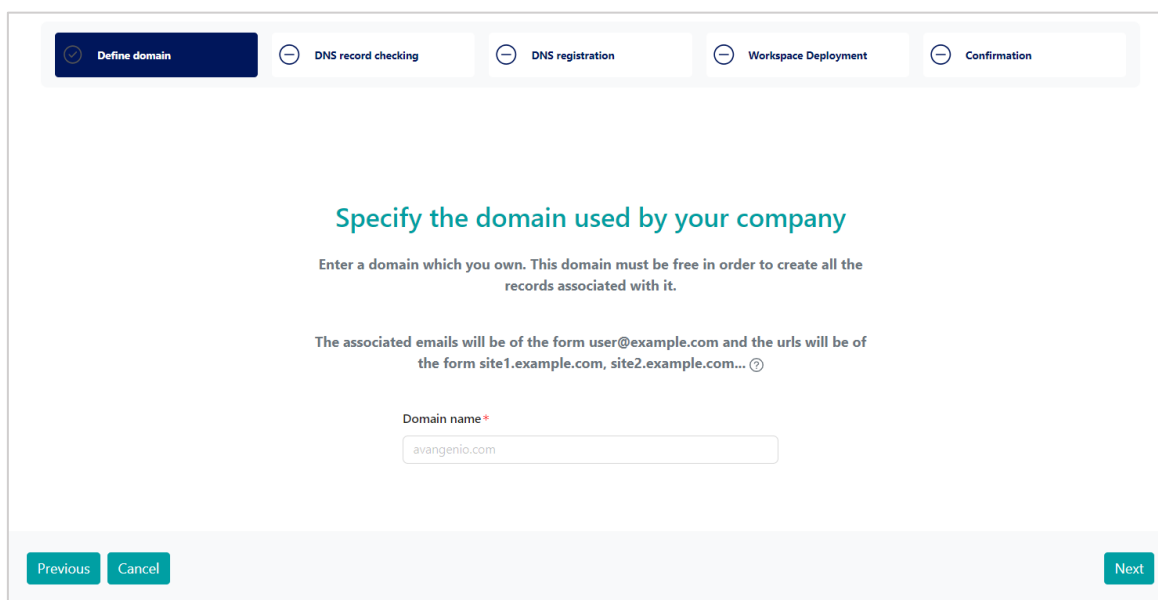 Define domain
DNS record checking
DNS registration
Workspace Deployment
Confirmation
Specify the domain used by your company
Enter a domain which you own. This domain must be free in order to create all the
records associated with it.
The associated emails will be of the form user@example.com and the urls will be of
the form site1.example.com, site2.example.com... ?
Domain name*
avangenio.com
Previous
Cancel
Next